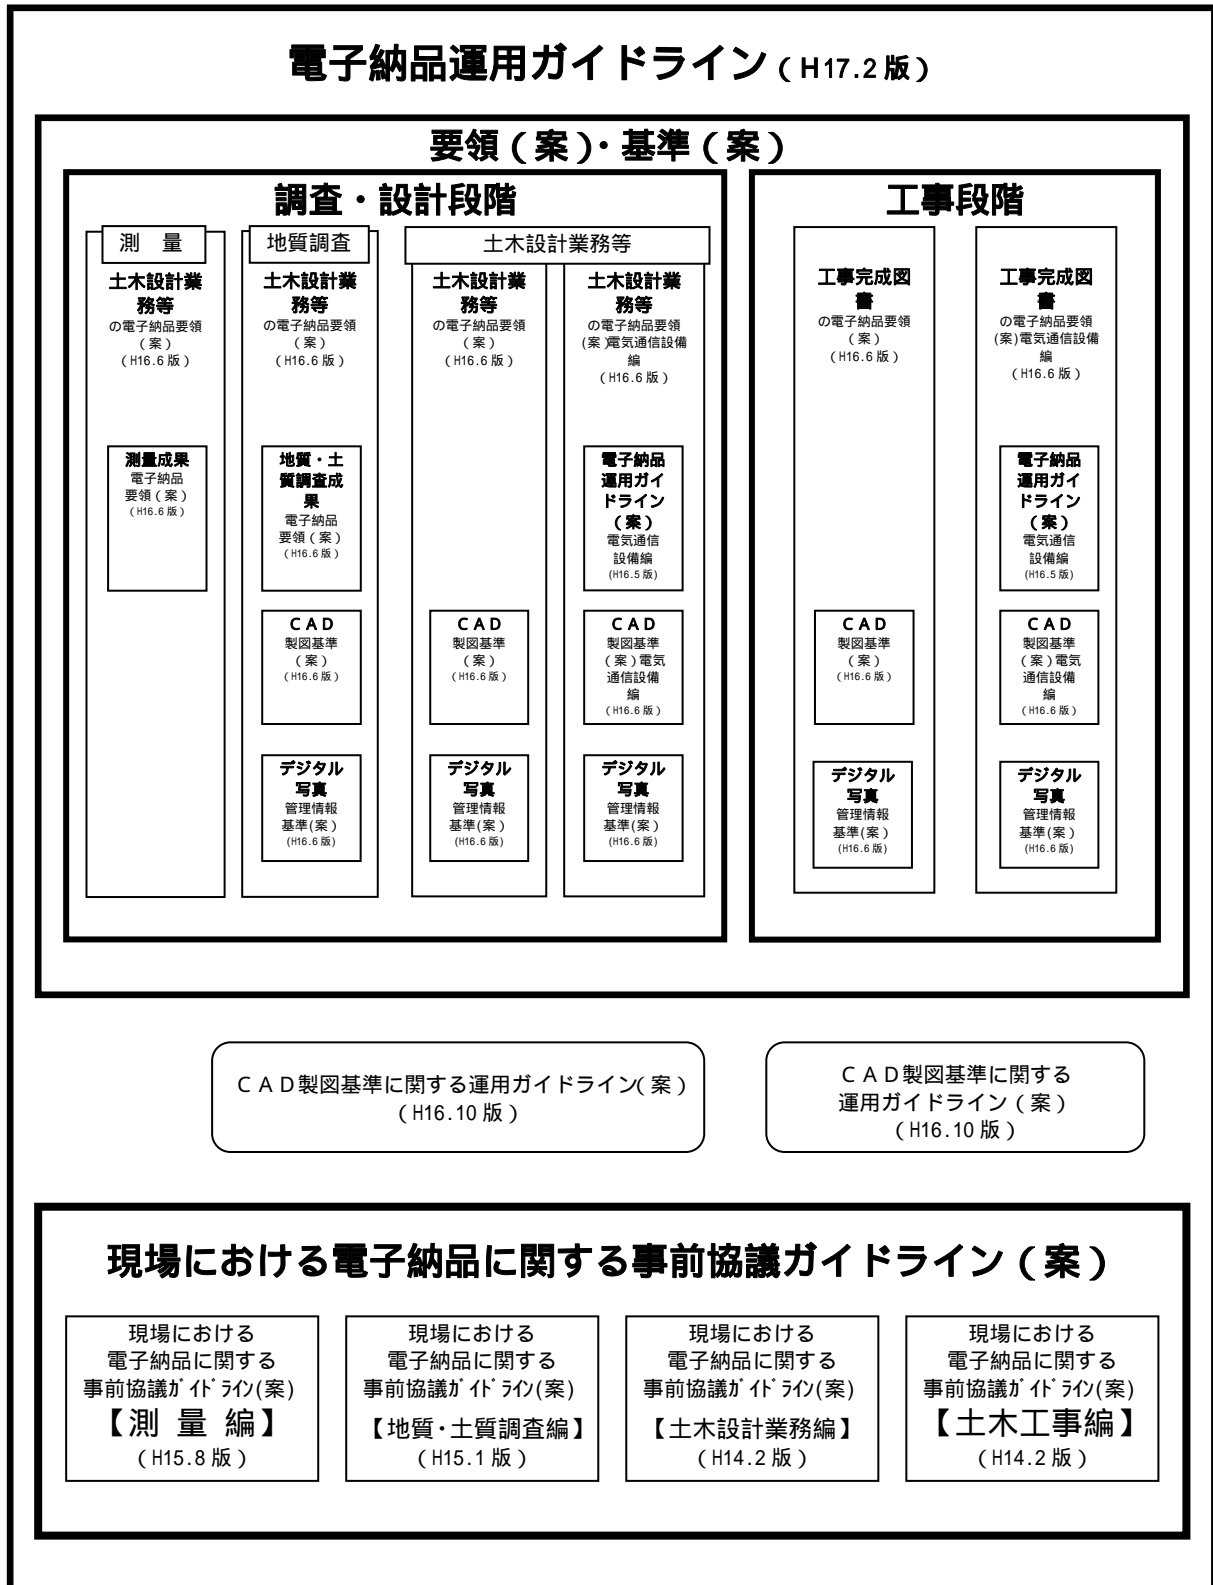 電子納品運用ガイドライン（H17.2版）
要領（案）・基準（案）
調査・設計段階
測　量
土木設計業
務等
の電子納品要領
（案）
（H16.6版）
測量成果
電子納品
要領（案）
（H16.6版）
地質調査
土木設計業
務等
の電子納品要領
（案）
（H16.6版）
地質・土
質調査成
果
電子納品
要領（案）
（H16.6版）
ＣＡＤ
製図基準
（案）
（H16.6版）
デジタル
写真
管理情報
基準(案)
(H16.6版)
土木設計業務等
土木設計業
務等
の電子納品要領
（案）
（H16.6版）
ＣＡＤ
製図基準
（案）
（H16.6版）
デジタル
写真
管理情報
基準(案)
(H16.6版)
土木設計業
務等
の電子納品要領
(案)電気通信設備
編
（H16.6版）
電子納品
運用ガイ
ドライン
（案）
電気通信
設備編
(H16.5版)
ＣＡＤ
製図基準
（案）電気
通信設備
編
（H16.6版）
デジタル
写真
管理情報
基準(案)
(H16.6版)
工事段階
工事完成図
書
の電子納品要領
（案）
（H16.6版）
ＣＡＤ
製図基準
（案）
（H16.6版）
デジタル
写真
管理情報
基準(案)
(H16.6版)
工事完成図
書
の電子納品要領
(案)電気通信設備
編
（H16.6版）
電子納品
運用ガイ
ドライン
（案）
電気通信
設備編
(H16.5版)
ＣＡＤ
製図基準
（案）電気
通信設備
編
（H16.6版）
デジタル
写真
管理情報
基準(案)
(H16.6版)
ＣＡＤ製図基準に関する運用ガイドライン(案）
（H16.10版）
ＣＡＤ製図基準に関する
運用ガイドライン（案）
（H16.10版）
現場における電子納品に関する事前協議ガイドライン（案）
現場における
電子納品に関する
事前協議ｶﾞｲﾄﾞﾗｲﾝ(案)
【測 量 編】
（H15.8版）
現場における
電子納品に関する
事前協議ｶﾞｲﾄﾞﾗｲﾝ(案)
【地質・土質調査編】
（H15.1版）
現場における
電子納品に関する
事前協議ｶﾞｲﾄﾞﾗｲﾝ(案)
【土木設計業務編】
（H14.2版）
現場における
電子納品に関する
事前協議ｶﾞｲﾄﾞﾗｲﾝ(案)
【土木工事編】
（H14.2版）